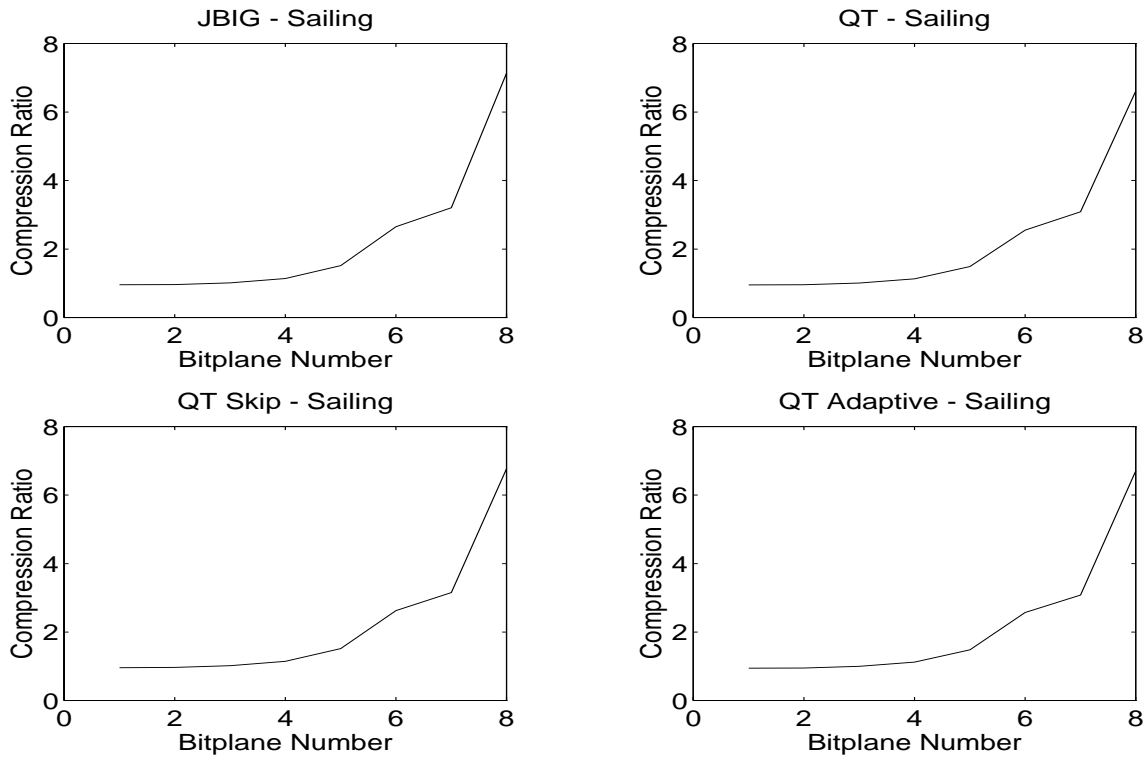 JBIG - Sailing
8
6
4
2
0
Compression Ratio
0 2 4 6 8
Bitplane Number
QT - Sailing
8
6
4
2
0
Compression Ratio
0 2 4 6 8
Bitplane Number
QT Skip - Sailing
8
6
4
2
0
Compression Ratio
0 2 4 6 8
Bitplane Number
QT Adaptive - Sailing
8
6
4
2
0
Compression Ratio
0 2 4 6 8
Bitplane Number